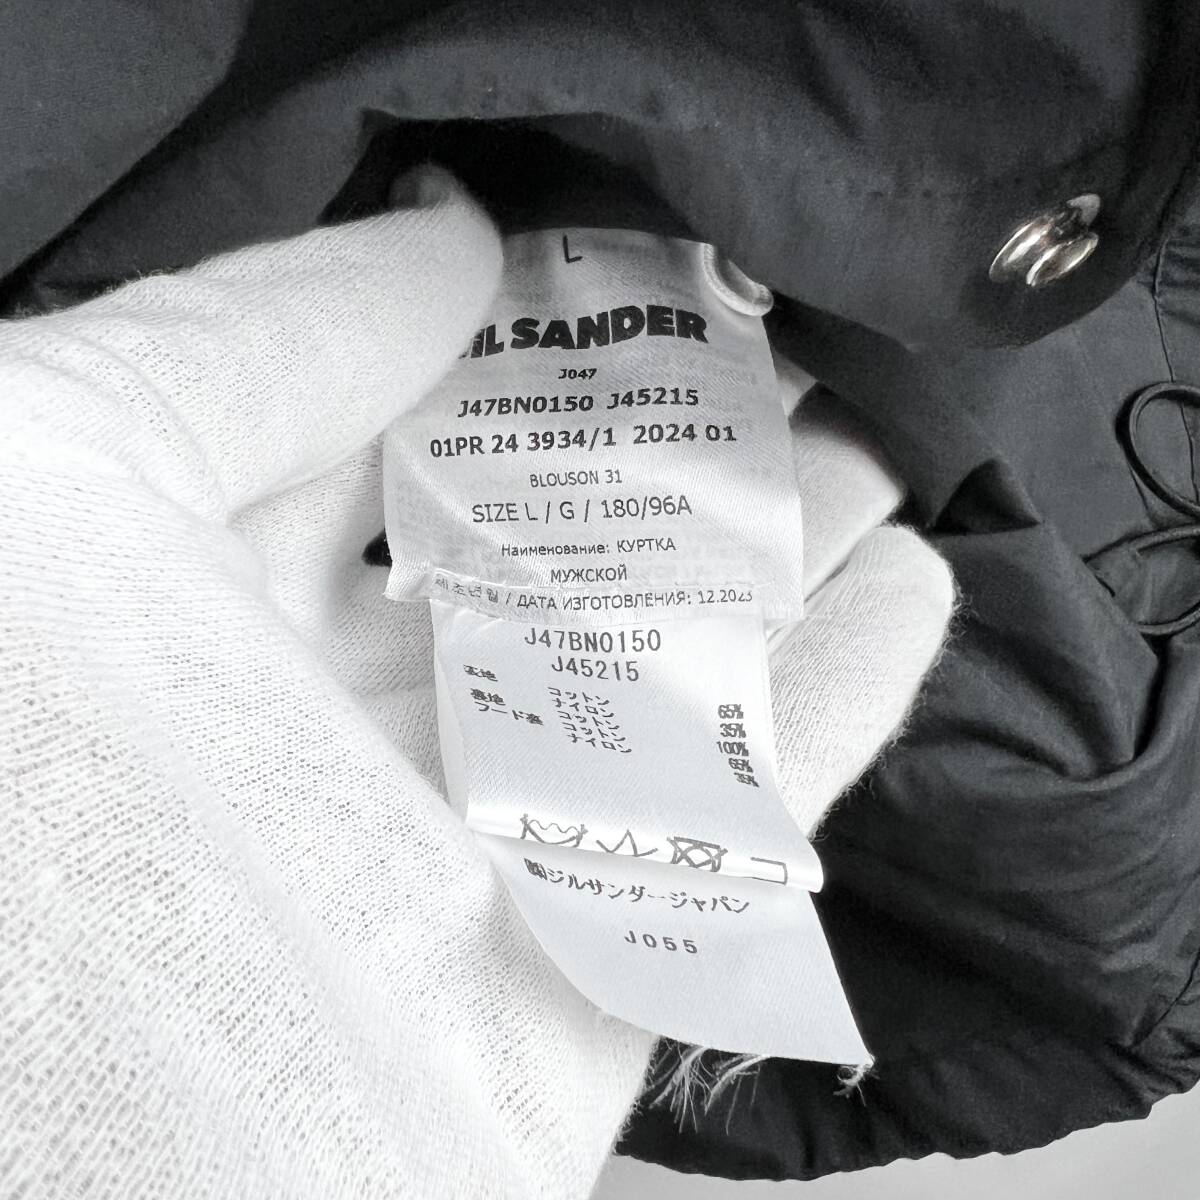 L
JIL SANDER
J047
J47BN0150 J45215
01PR 24 3934/1 2024 01
BLOUSON 31
SIZE L / G / 180/96A
Наименование: КУРТКА
МУЖСКОЙ
제조년월 / ДАТА ИЗГОТОВЛЕНИЯ: 12.2023
J47BN0150
J45215
表地 コットン 65%
ナイロン 35%
裏地 コットン 100%
フード裏 コットン 65%
ナイロン 35%
㈱ジルサンダージャパン
J055